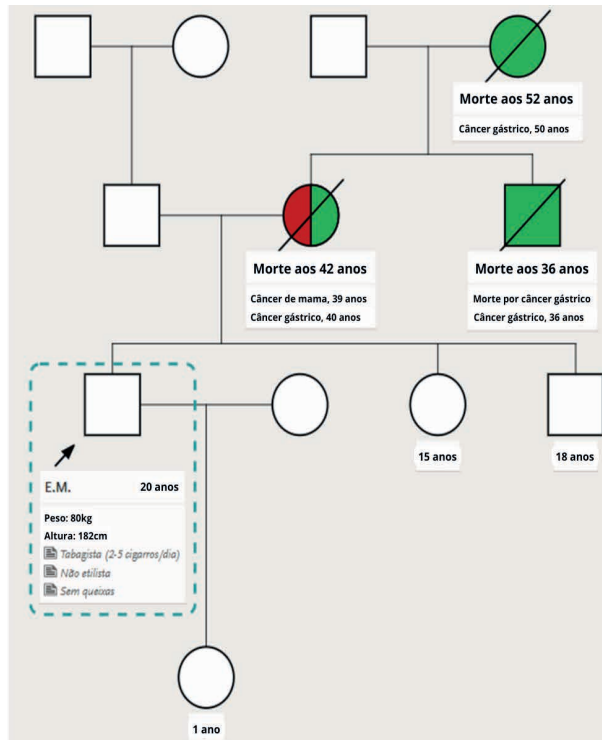 Morte aos 52 anos
Câncer gástrico, 50 anos
Morte aos 42 anos
Câncer de mama, 39 anos
Câncer gástrico, 40 anos
Morte aos 36 anos
Morte por câncer gástrico
Câncer gástrico, 36 anos
15 anos
18 anos
E.M. 20 anos
Peso: 80kg
Altura: 182cm
Tabagista (2-5 cigarros/dia)
Não etilista
Sem queixas
1 ano